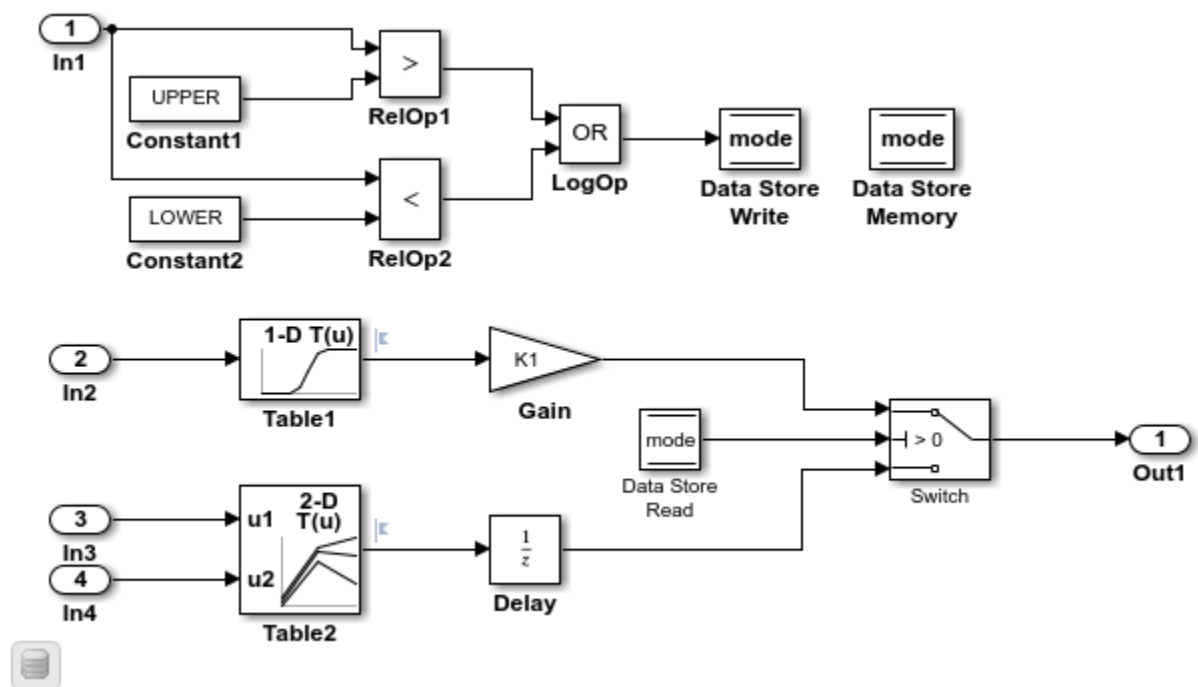 1
In1
UPPER
Constant1
>
RelOp1
LOWER
Constant2
<
RelOp2
OR
LogOp
mode
Data Store
Write
mode
Data Store
Memory
2
In2
1-D T(u)
Table1
K1
Gain
mode
Data Store
Read
> 0
Switch
1
Out1
3
In3
4
In4
u1
u2
2-D
T(u)
Table2
1
z
Delay